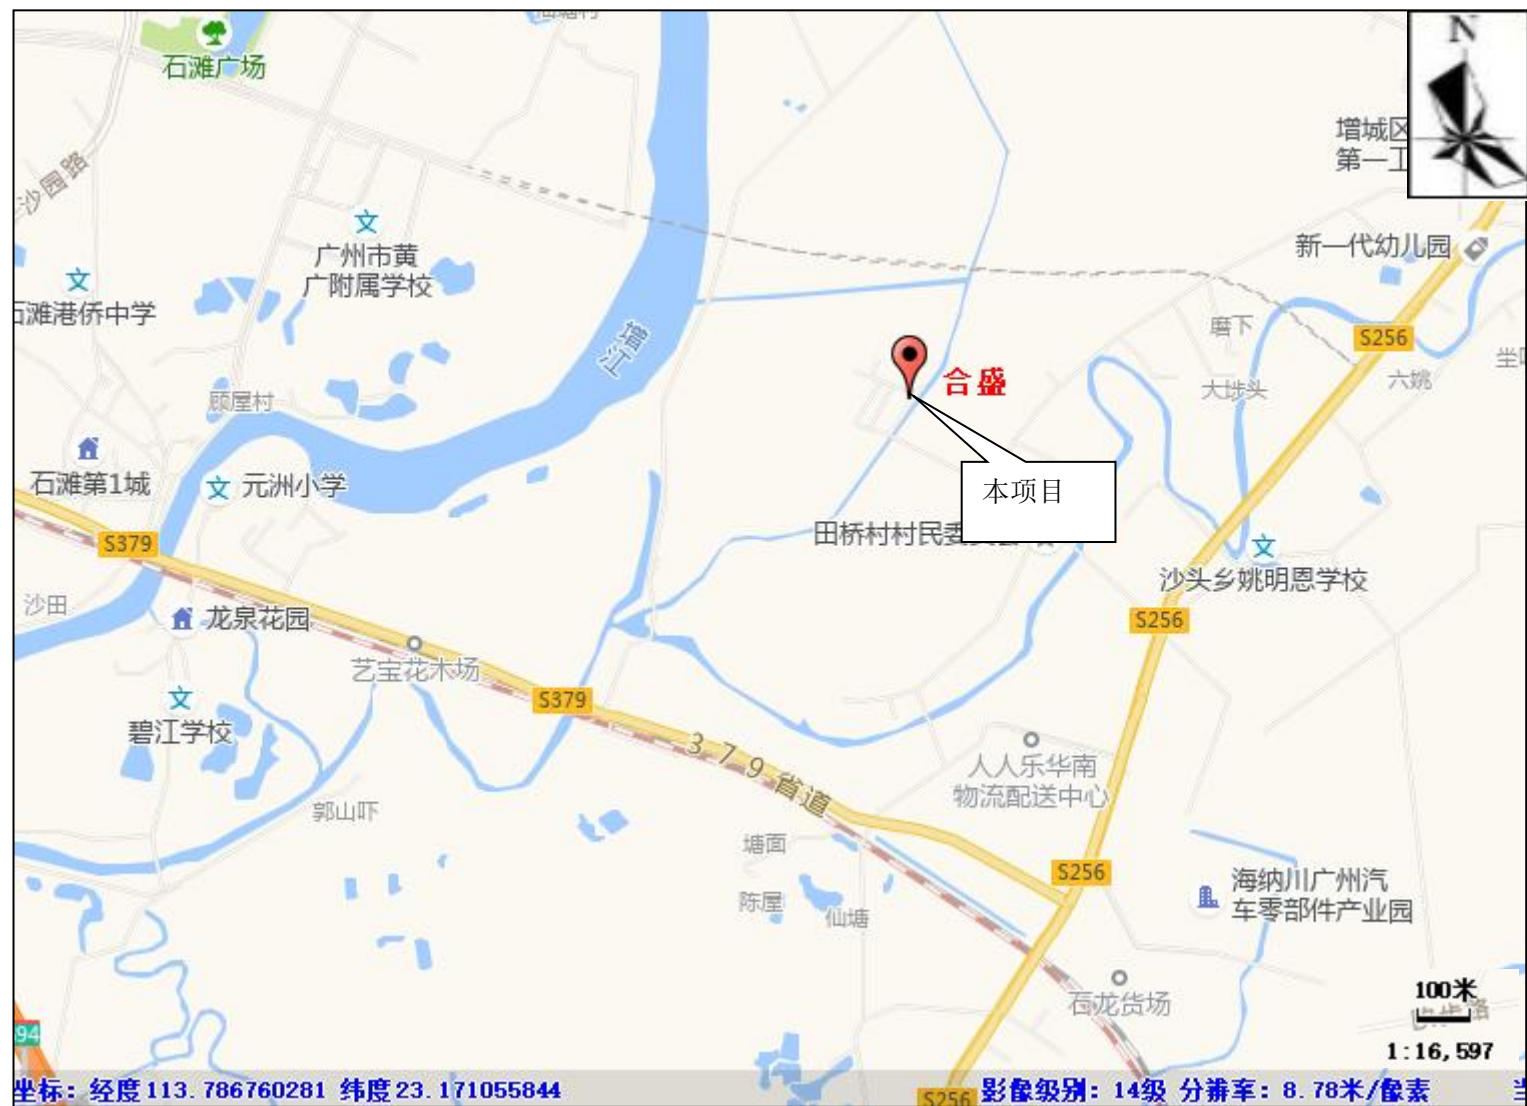 仙塘村
N
石滩广场
增城区
第一工
沙园路
广州市黄
广附属学校
新一代幼儿园
石滩港侨中学
增江
磨下
S256
合盛
大埗头
六姚
顾屋村
石滩第1城
元洲小学
本项目
田桥村村民委
S379
沙头乡姚明恩学校
沙田
龙泉花园
S256
艺宝花木场
S379
碧江学校
379省道
人人乐华南
物流配送中心
郭山吓
塘面
S256
海纳川广州汽
车零部件产业园
陈屋
仙塘
石龙货场
100米
94
1:16,597
坐标: 经度113.786760281 纬度23.171055844
S256
影像级别: 14级 分辨率: 8.78米/像素